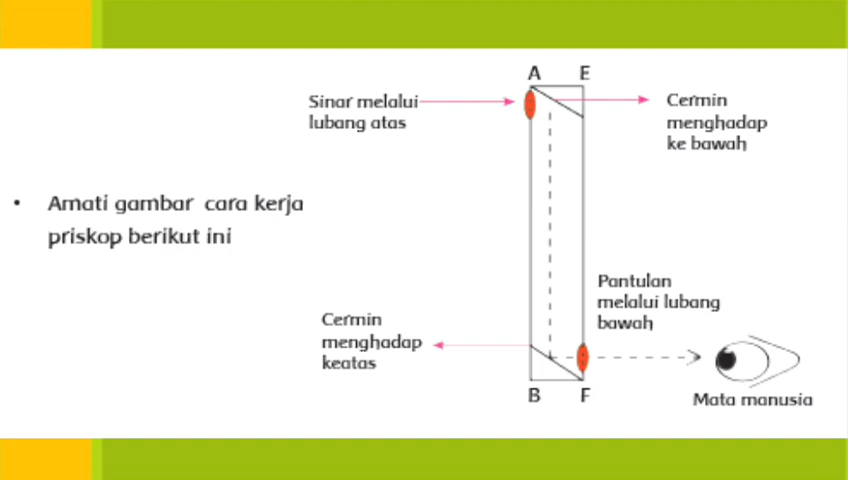 A E
Sinar melalui
lubang atas
Cermin
menghadap
ke bawah
• Amati gambar cara kerja
priskop berikut ini
Pantulan
melalui lubang
bawah
Cermin
menghadap
keatas
B F
Mata manusia